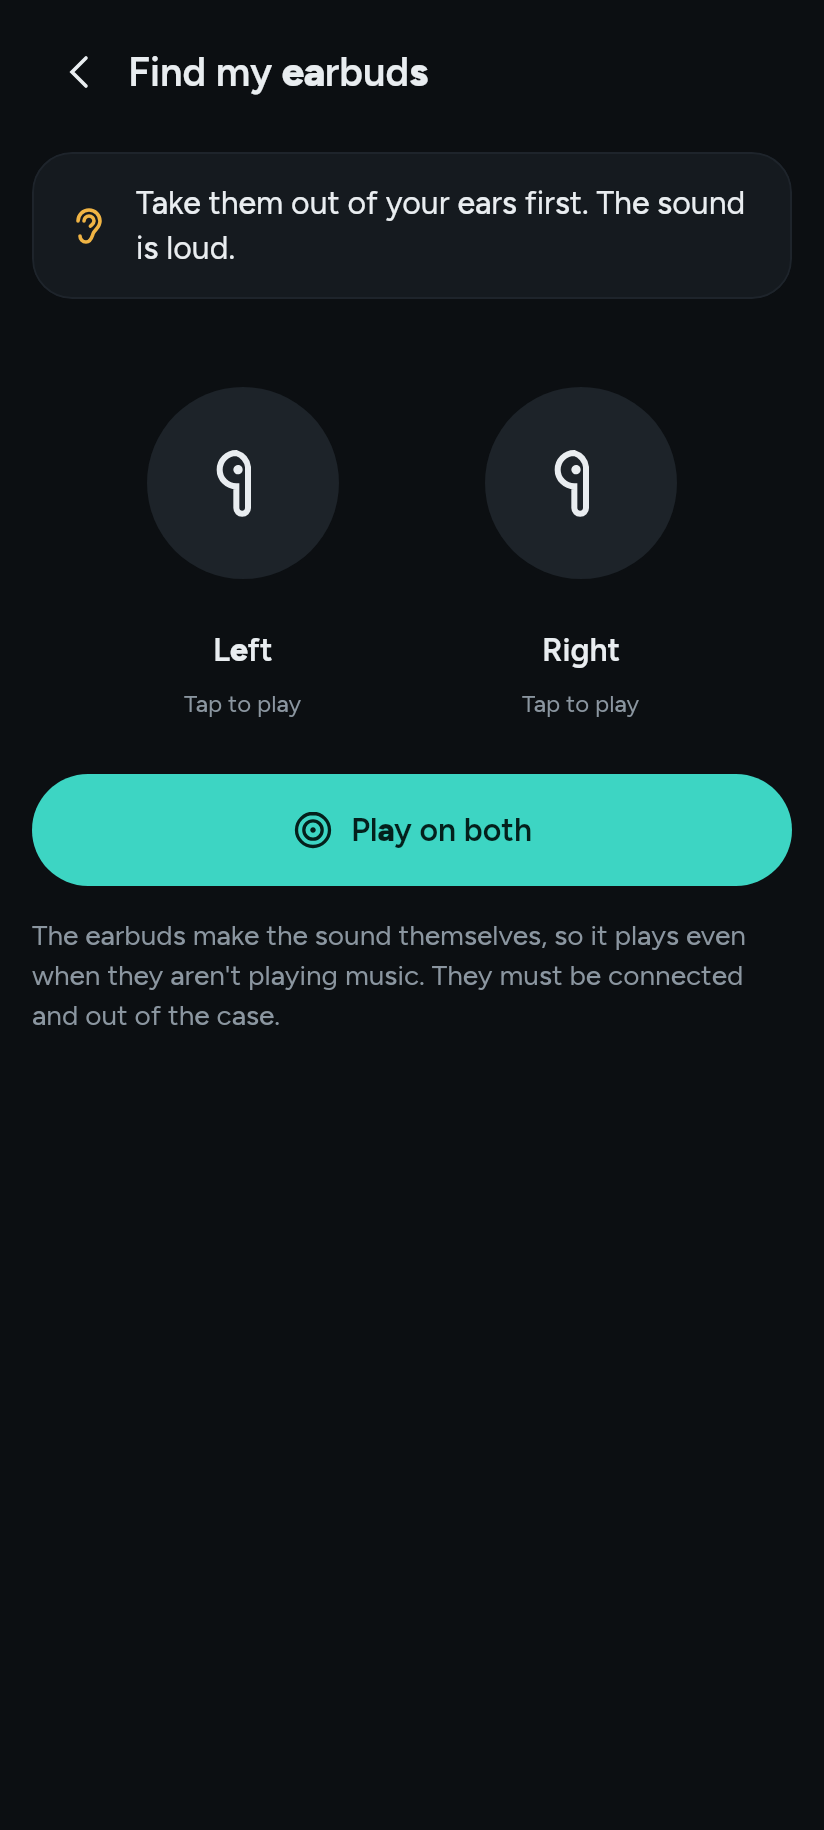 Find my earbuds
Take them out of your ears first. The sound
is loud.
Left
Right
Tap to play
Tap to play
Play on both
The earbuds make the sound themselves, so it plays even
when they aren't playing music. They must be connected
and out of the case.